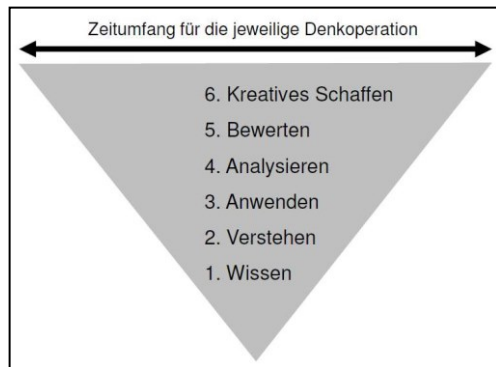 Zeitumfang für die jeweilige Denkoperation
6. Kreatives Schaffen
5. Bewerten
4. Analysieren
3. Anwenden
2. Verstehen
1. Wissen